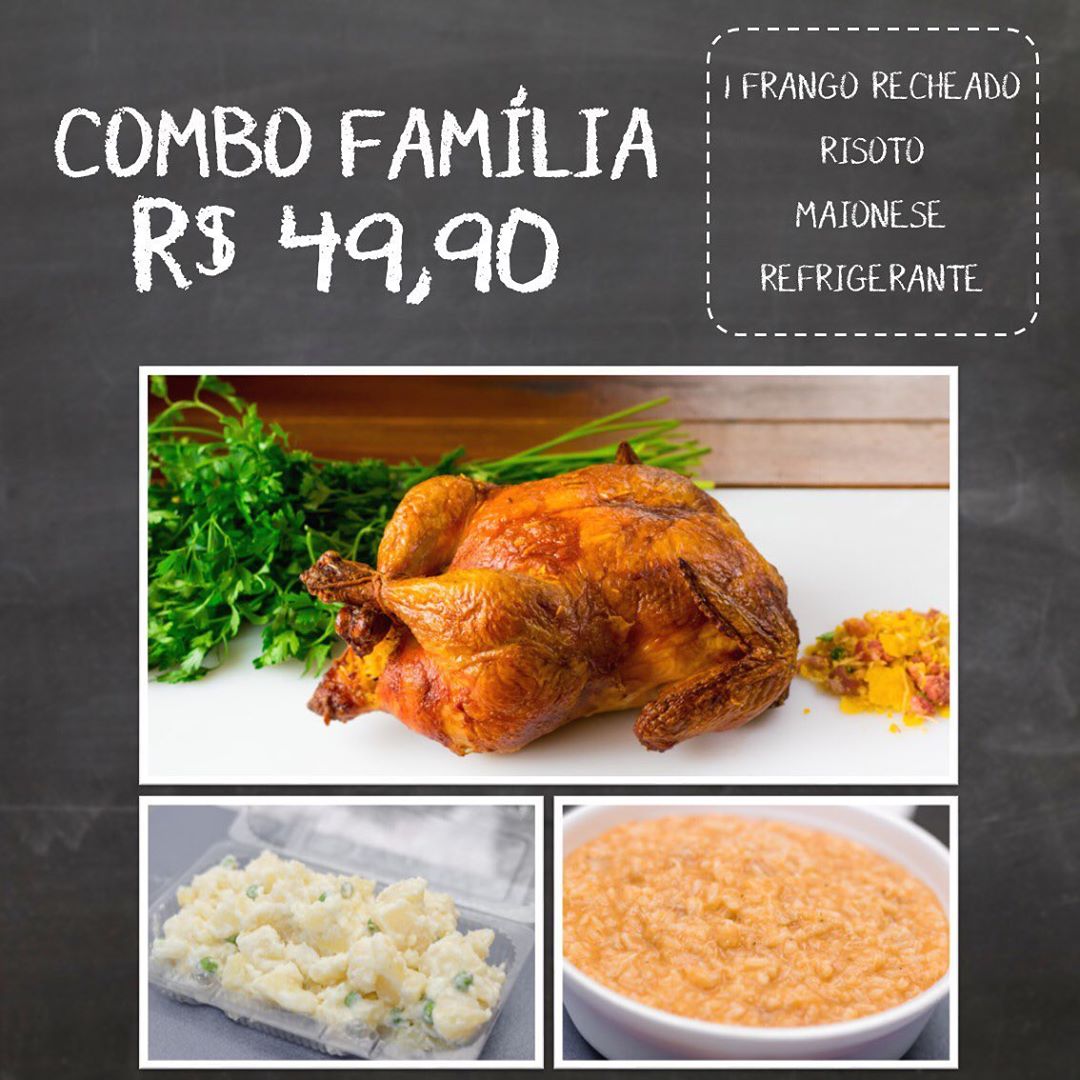 COMBO FAMÍLIA
R$ 49,90
1 FRANGO RECHEADO
RISOTO
MAIONESE
REFRIGERANTE